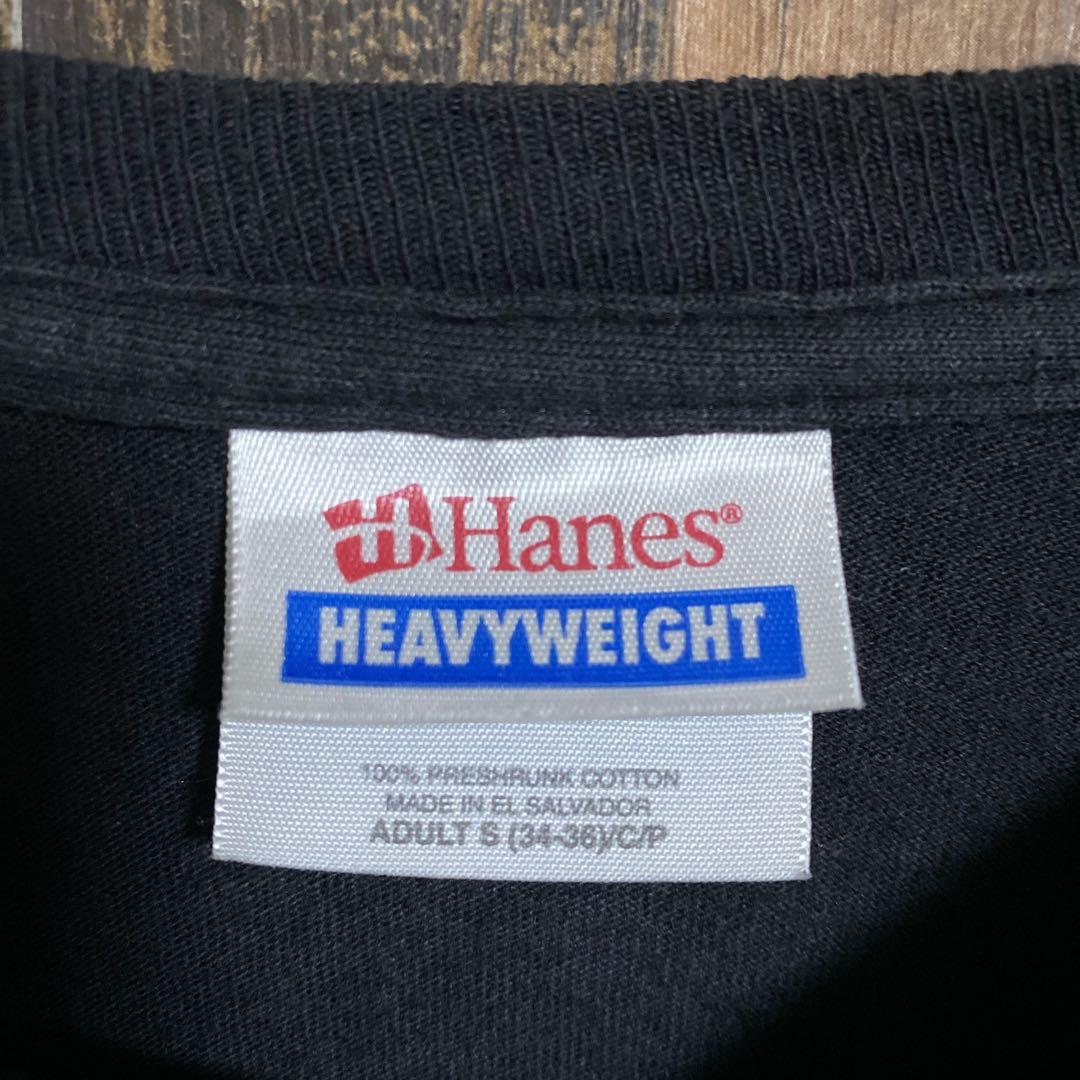 Hanes®
HEAVYWEIGHT
100% PRESHRUNK COTTON
MADE IN EL SALVADOR
ADULT S (34-36)/C/P